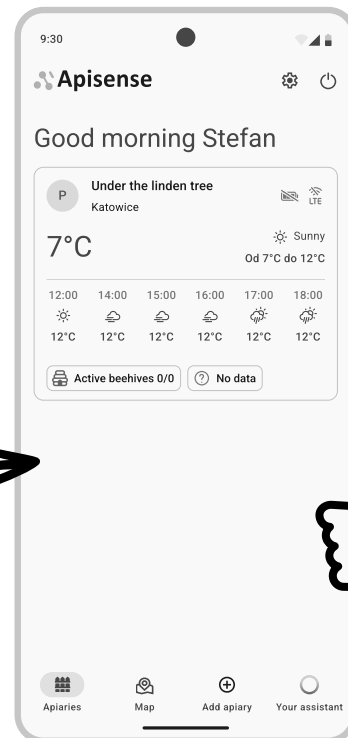 9:30
Apisense
Good morning Stefan
P
Under the linden tree
Katowice
LTE
7°C
Sunny
Od 7°C do 12°C
12:00 14:00 15:00 16:00 17:00 18:00
12°C 12°C 12°C 12°C 12°C 12°C
Active beehives 0/0 ? No data
Apiaries Map Add apiary Your assistant